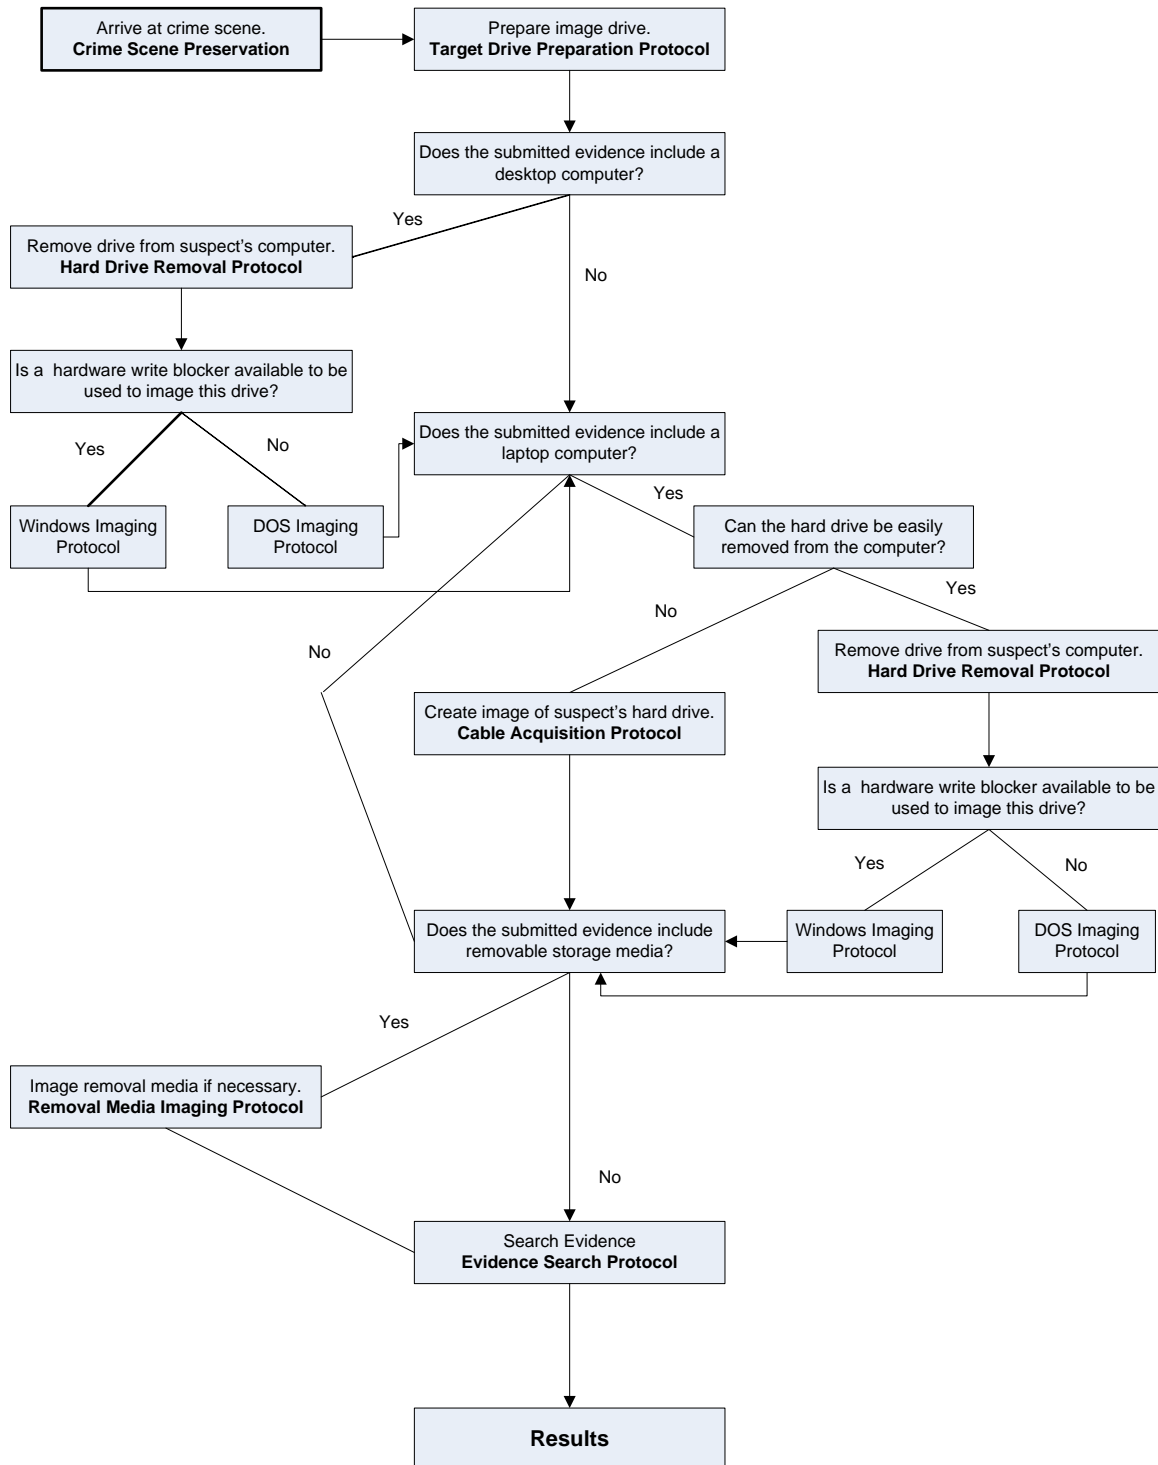 Arrive at crime scene.
Crime Scene Preservation
Prepare image drive.
Target Drive Preparation Protocol
Does the submitted evidence include a
desktop computer?
Yes
No
Remove drive from suspect's computer.
Hard Drive Removal Protocol
Is a  hardware write blocker available to be
used to image this drive?
Yes
No
Windows Imaging
Protocol
DOS Imaging
Protocol
Does the submitted evidence include a
laptop computer?
Yes
No
Can the hard drive be easily
removed from the computer?
No
Yes
Remove drive from suspect's computer.
Hard Drive Removal Protocol
Create image of suspect's hard drive.
Cable Acquisition Protocol
Is a  hardware write blocker available to be
used to image this drive?
Yes
No
Windows Imaging
Protocol
DOS Imaging
Protocol
Does the submitted evidence include
removable storage media?
Yes
No
Image removal media if necessary.
Removal Media Imaging Protocol
Search Evidence
Evidence Search Protocol
Results